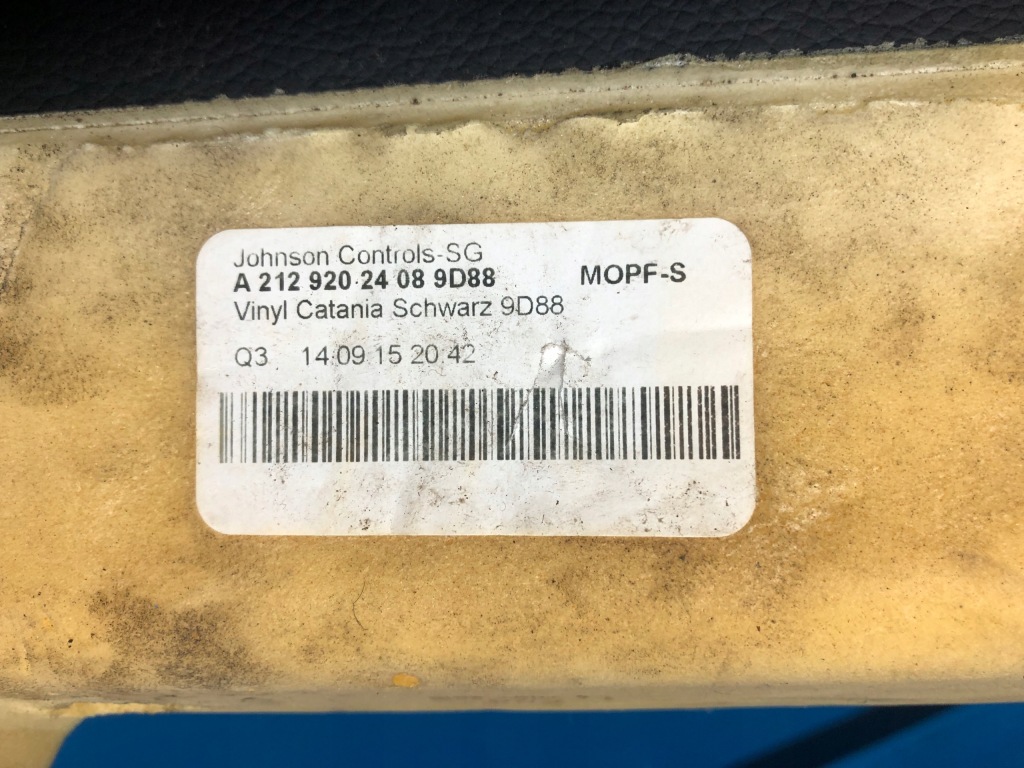 Johnson Controls-SG
A 212 920 24 08 9D88 MOPF-S
Vinyl Catania Schwarz 9D88
Q3 14.09.15 20:42